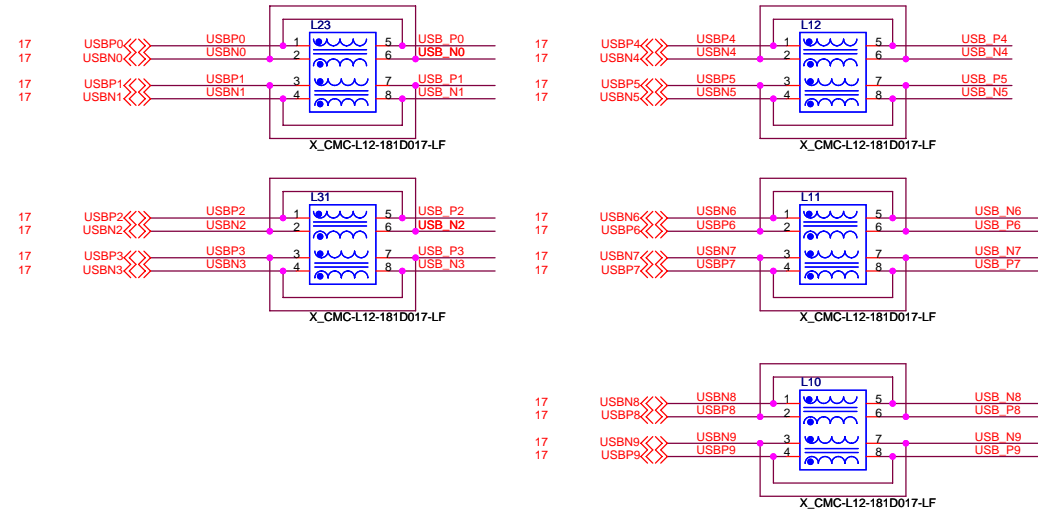 L23
17 USBP0 USBP0 1 5 USB_P0
17 USBN0 USBN0 2 6 USB_N0
17 USBP1 USBP1 3 7 USB_P1
17 USBN1 USBN1 4 8 USB_N1
X_CMC-L12-181D017-LF
L12
17 USBP4 USBP4 1 5 USB_P4
17 USBN4 USBN4 2 6 USB_N4
17 USBP5 USBP5 3 7 USB_P5
17 USBN5 USBN5 4 8 USB_N5
X_CMC-L12-181D017-LF
L31
17 USBP2 USBP2 1 5 USB_P2
17 USBN2 USBN2 2 6 USB_N2
17 USBP3 USBP3 3 7 USB_P3
17 USBN3 USBN3 4 8 USB_N3
X_CMC-L12-181D017-LF
L11
17 USBN6 USBN6 1 5 USB_N6
17 USBP6 USBP6 2 6 USB_P6
17 USBN7 USBN7 3 7 USB_N7
17 USBP7 USBP7 4 8 USB_P7
X_CMC-L12-181D017-LF
L10
17 USBN8 USBN8 1 5 USB_N8
17 USBP8 USBP8 2 6 USB_P8
17 USBN9 USBN9 3 7 USB_N9
17 USBP9 USBP9 4 8 USB_P9
X_CMC-L12-181D017-LF